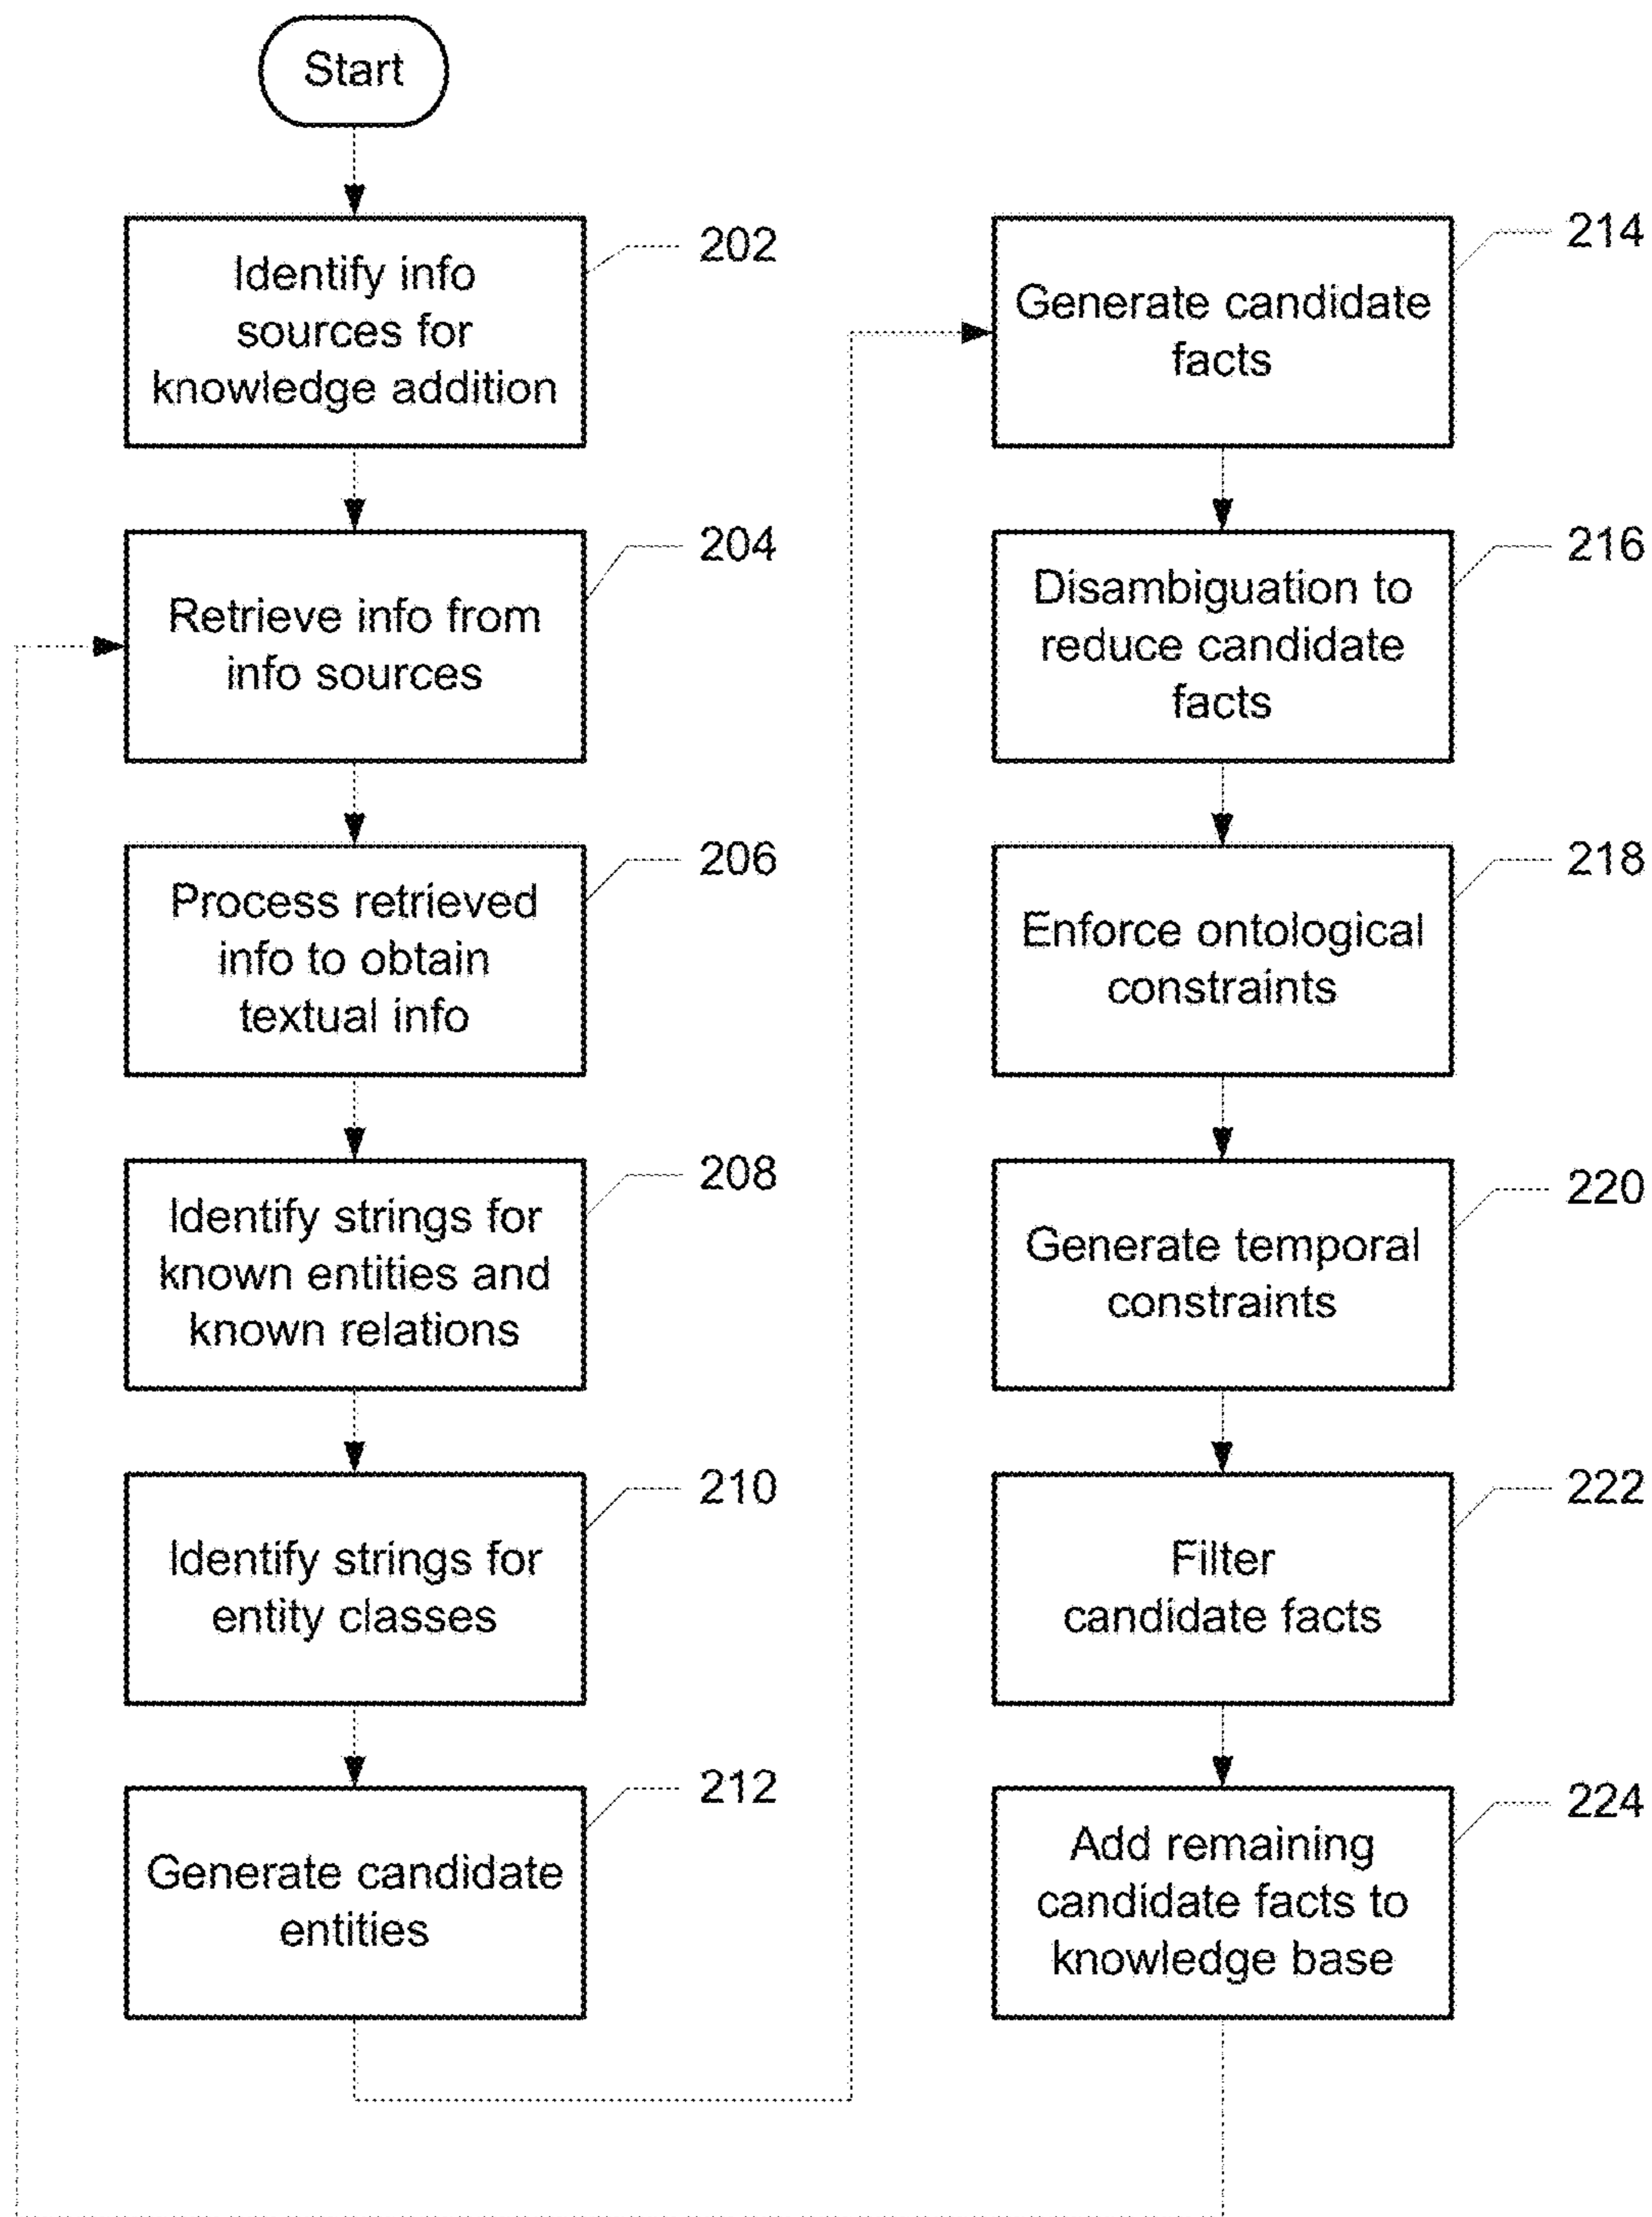 Start
Identify info
sources for
knowledge addition
202
Retrieve info from
info sources
204
Process retrieved
info to obtain
textual info
206
Identify strings for
known entities and
known relations
208
Identify strings for
entity classes
210
Generate candidate
entities
212
Generate candidate
facts
214
Disambiguation to
reduce candidate
facts
216
Enforce ontological
constraints
218
Generate temporal
constraints
220
Filter
candidate facts
222
Add remaining
candidate facts to
knowledge base
224